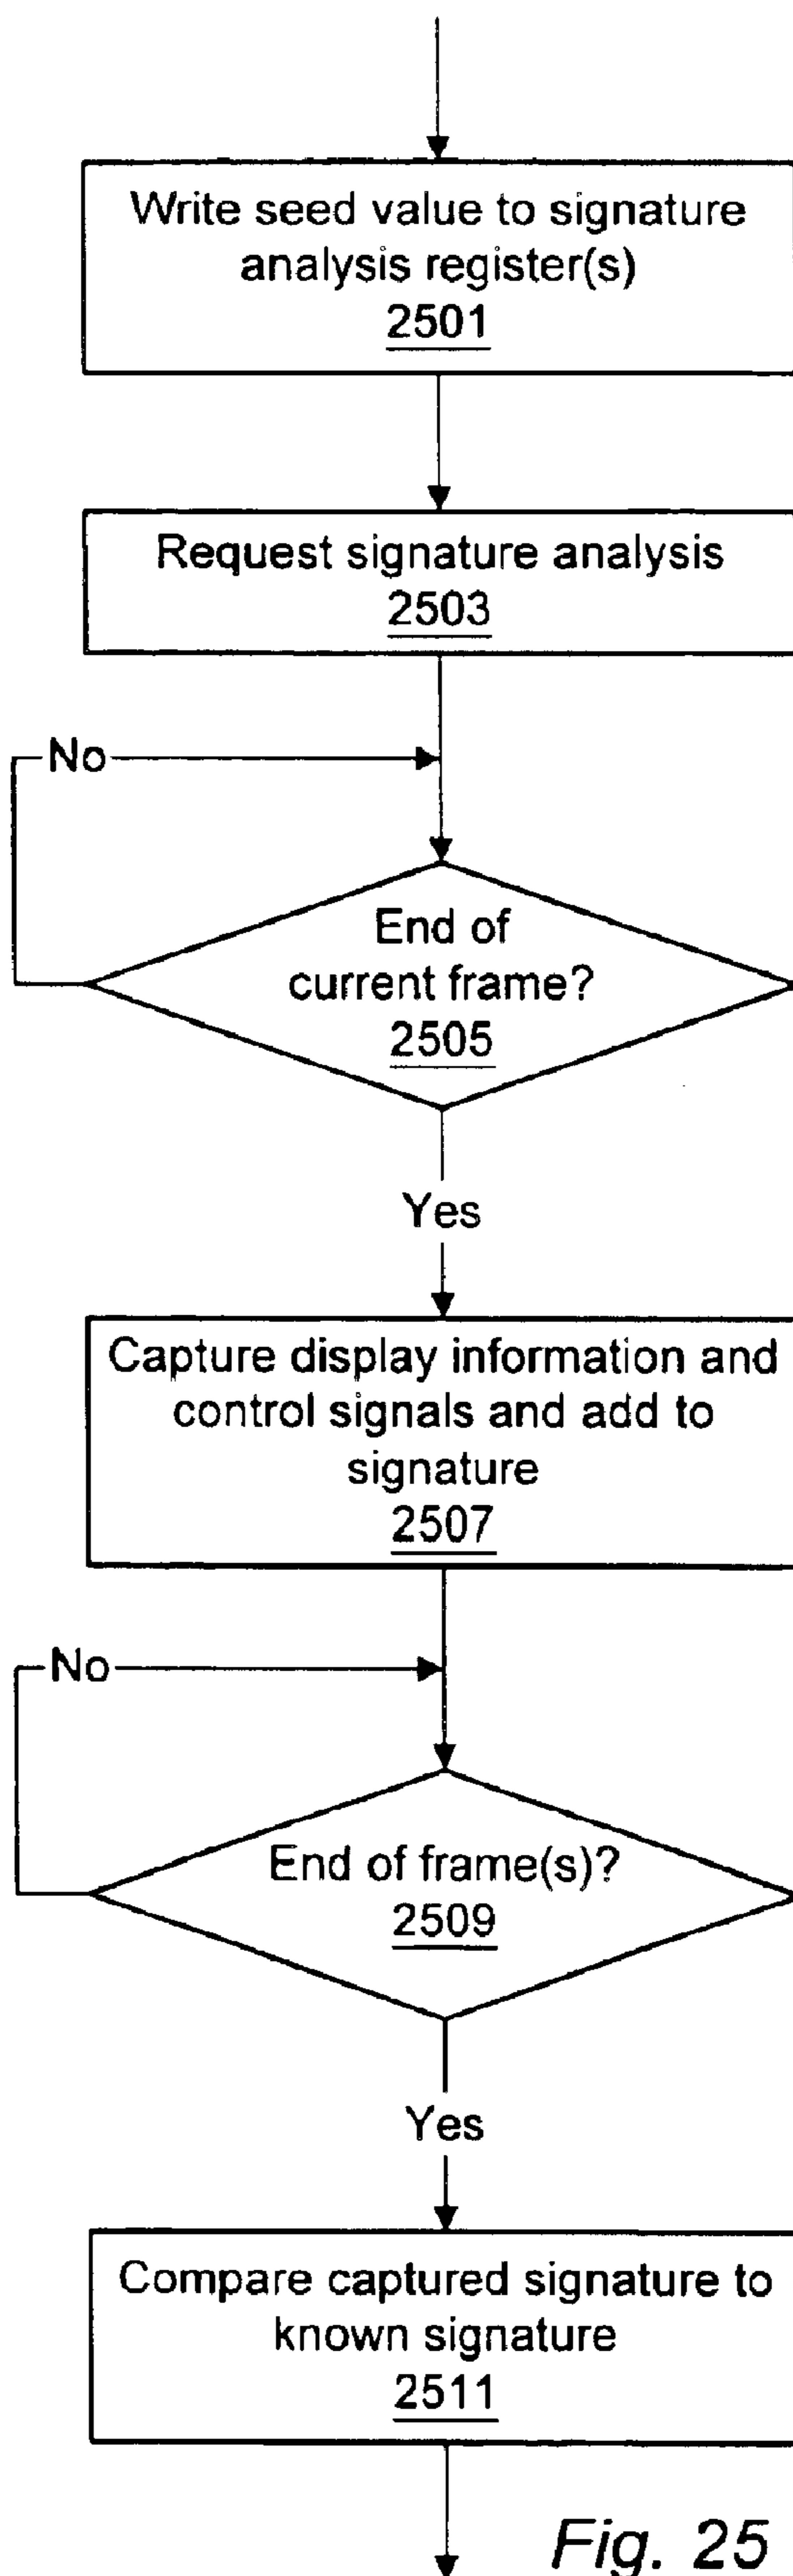 Write seed value to signature
analysis register(s)
2501
Request signature analysis
2503
No
End of
current frame?
2505
Yes
Capture display information and
control signals and add to
signature
2507
No
End of frame(s)?
2509
Yes
Compare captured signature to
known signature
2511
Fig. 25